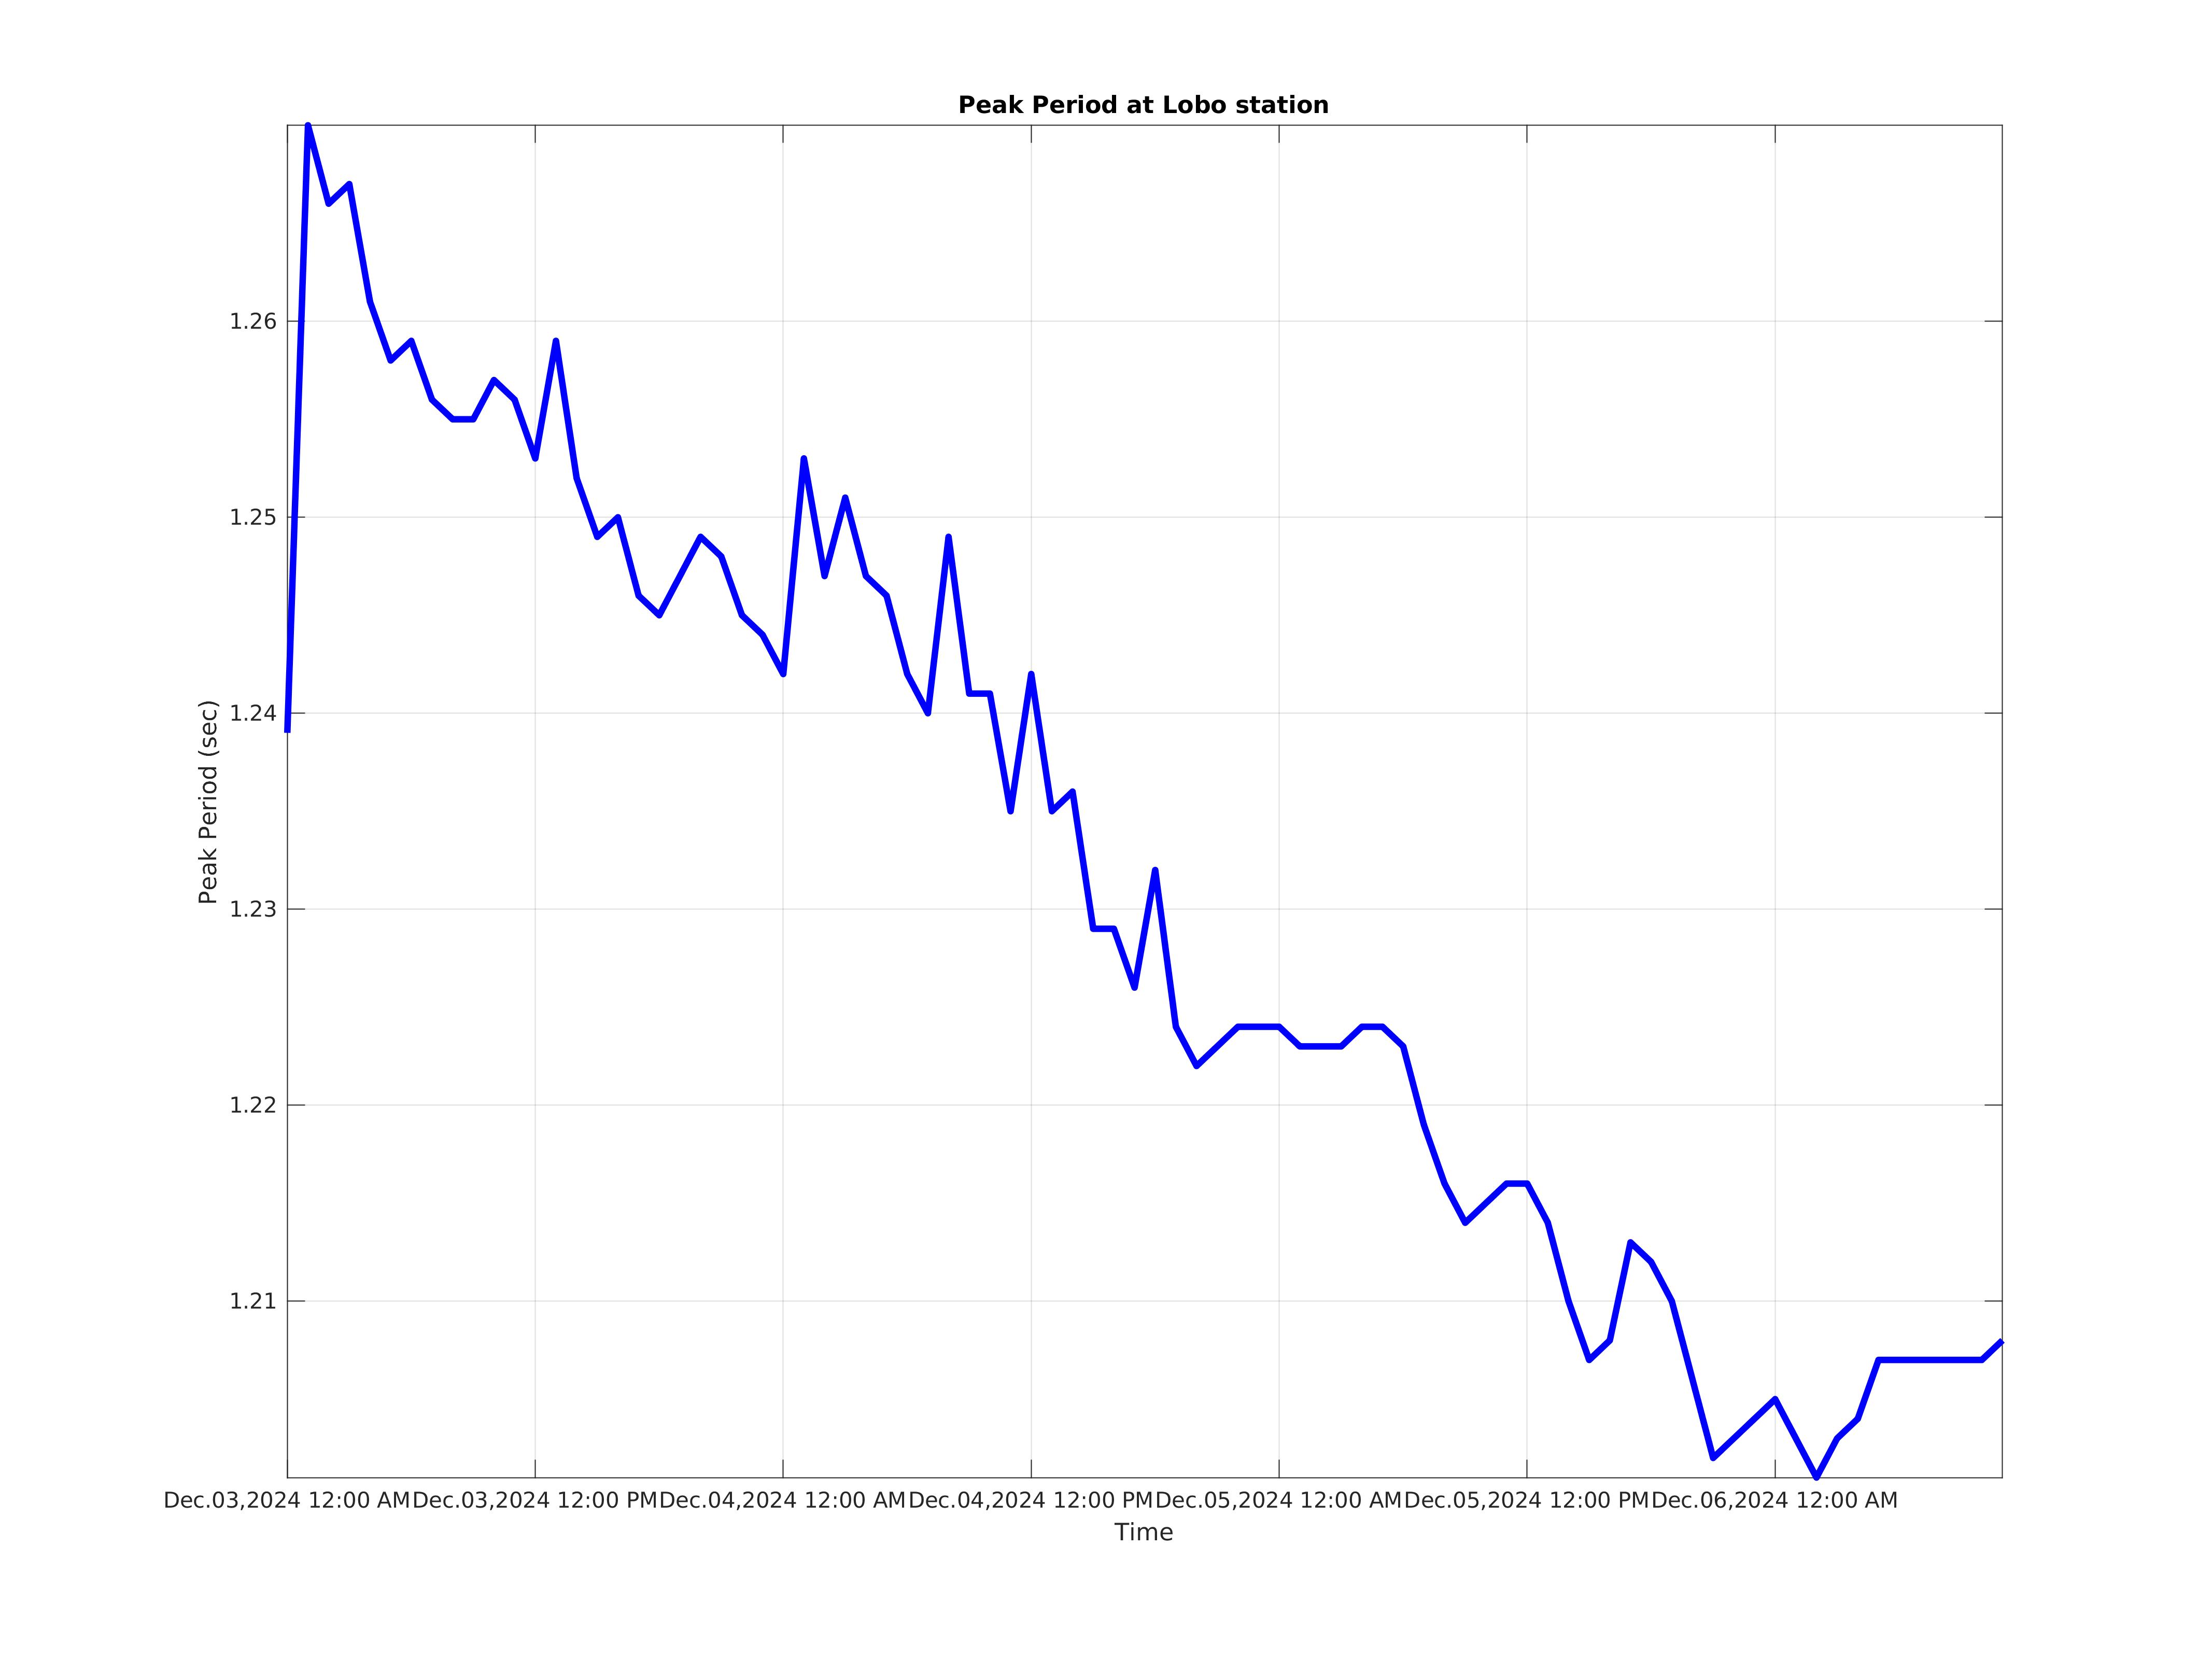 Peak Period at Lobo station
Peak Period (sec)
1.26
1.25
1.24
1.23
1.22
1.21
Dec.03,2024 12:00 AM Dec.03,2024 12:00 PM Dec.04,2024 12:00 AM Dec.04,2024 12:00 PM Dec.05,2024 12:00 AM Dec.05,2024 12:00 PM Dec.06,2024 12:00 AM
Time